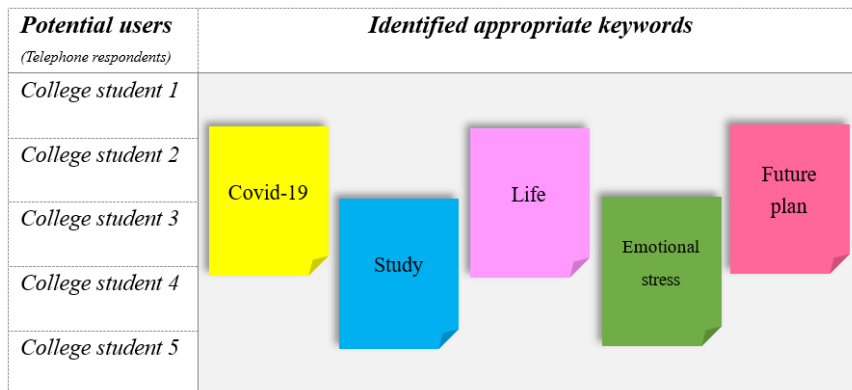 Potential users
(Telephone respondents)
Identified appropriate keywords
College student 1
College student 2
College student 3
College student 4
College student 5
Covid-19
Study
Life
Emotional
stress
Future
plan